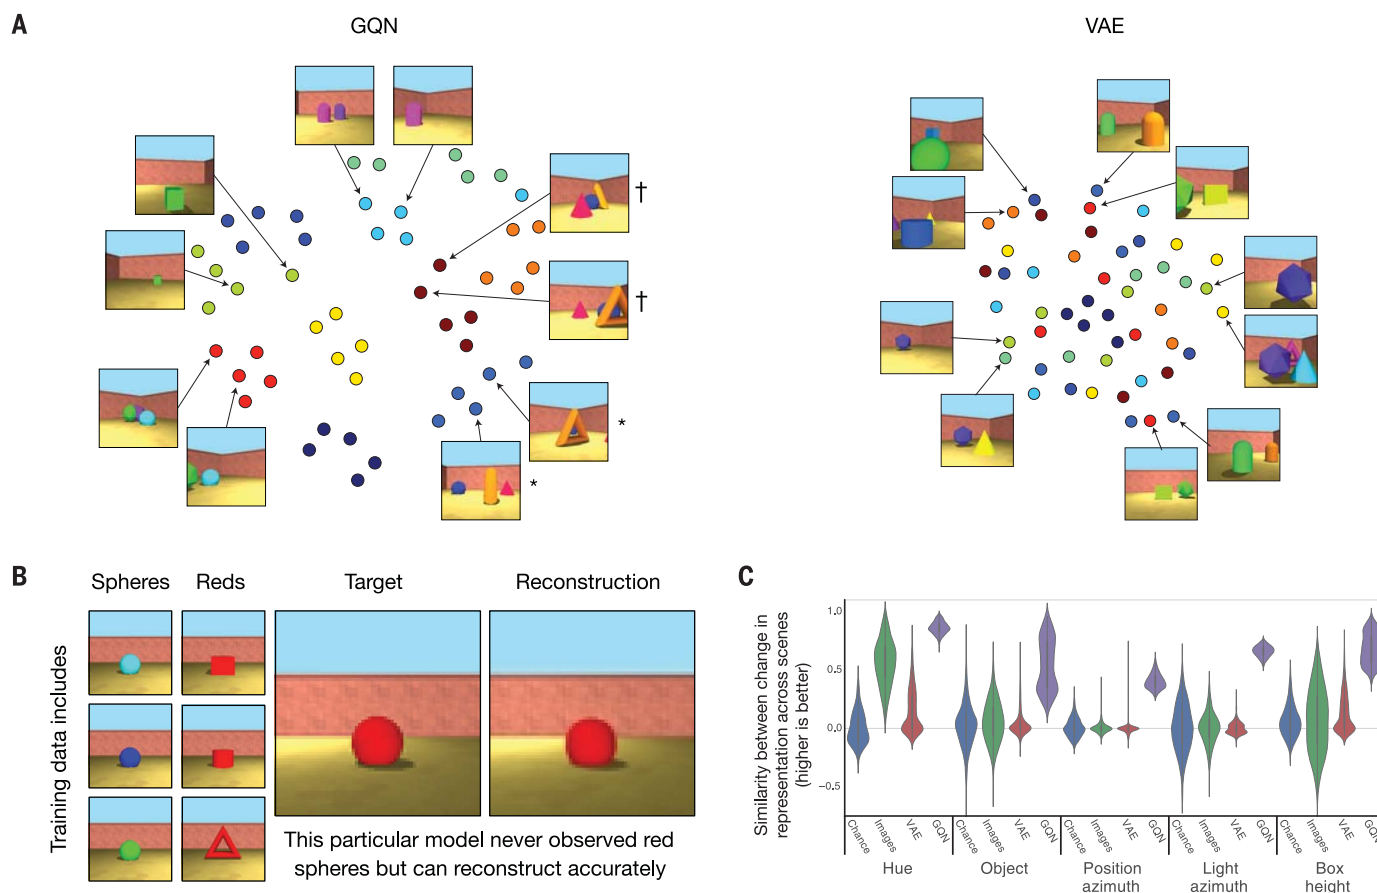 A
GQN
VAE
†
†
*
*
B
Spheres
Reds
Target
Reconstruction
Training data includes
This particular model never observed red
spheres but can reconstruct accurately
C
Similarity between change in
representation across scenes
(higher is better)
1.0
0.5
0.0
−0.5
Chance
Images
VAE
GQN
Chance
Images
VAE
GQN
Chance
Images
VAE
GQN
Chance
Images
VAE
GQN
Chance
Images
VAE
GQN
Hue
Object
Position
azimuth
Light
azimuth
Box
height